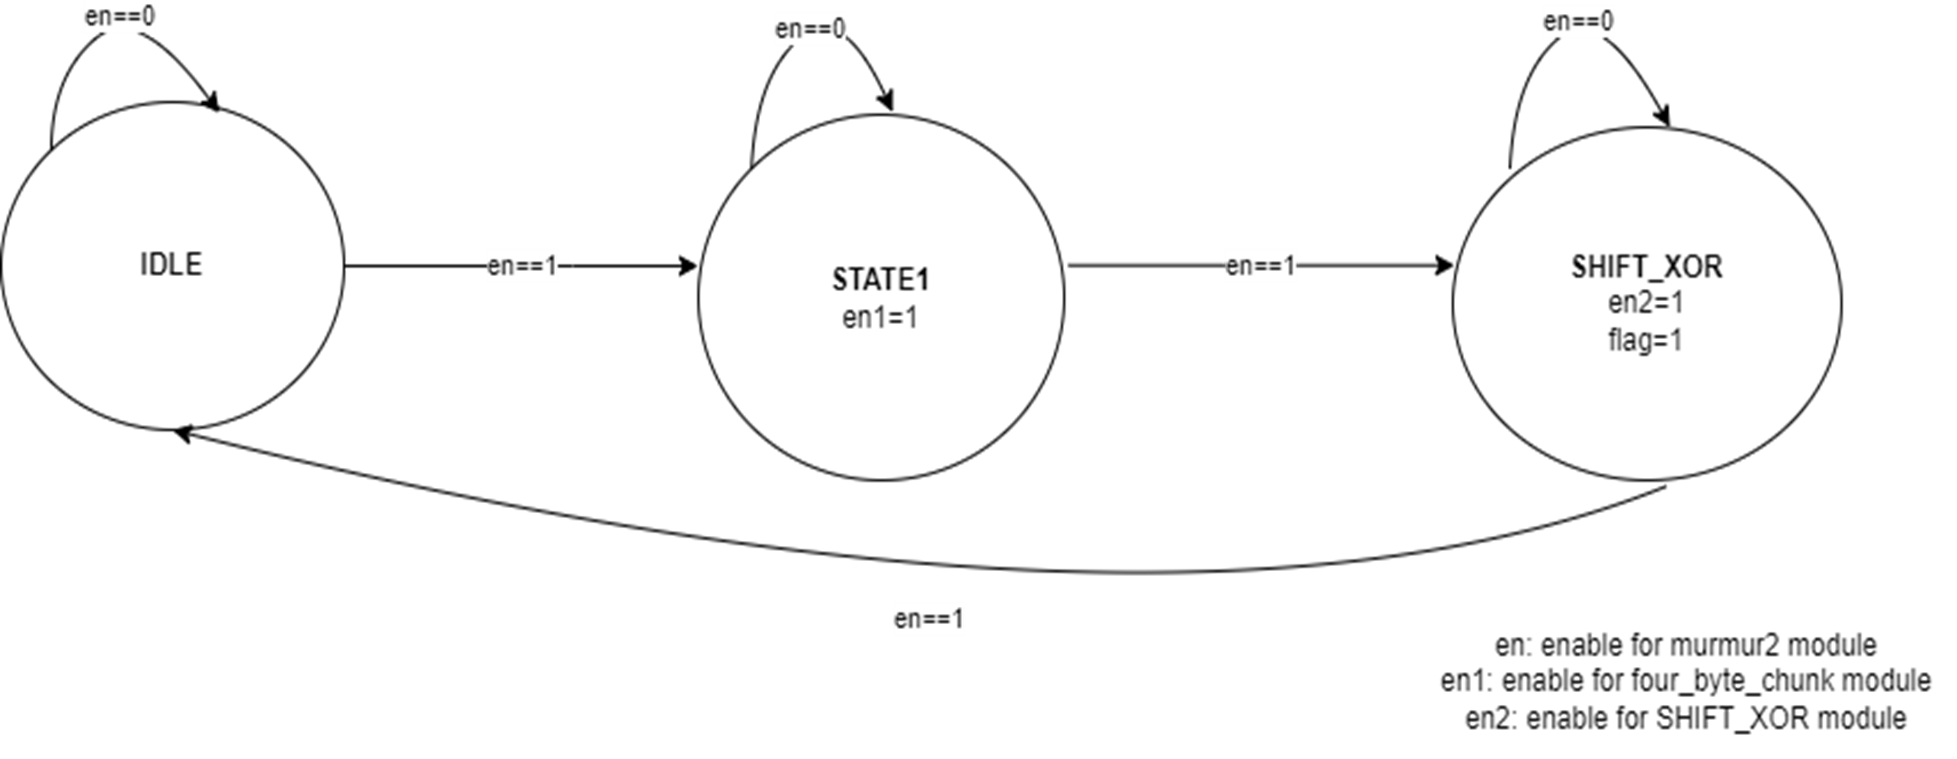 en==0
en==0
en==0
IDLE
en==1
STATE1
en1=1
en==1
SHIFT_XOR
en2=1
flag=1
en==1
en: enable for murmur2 module
en1: enable for four_byte_chunk module
en2: enable for SHIFT_XOR module